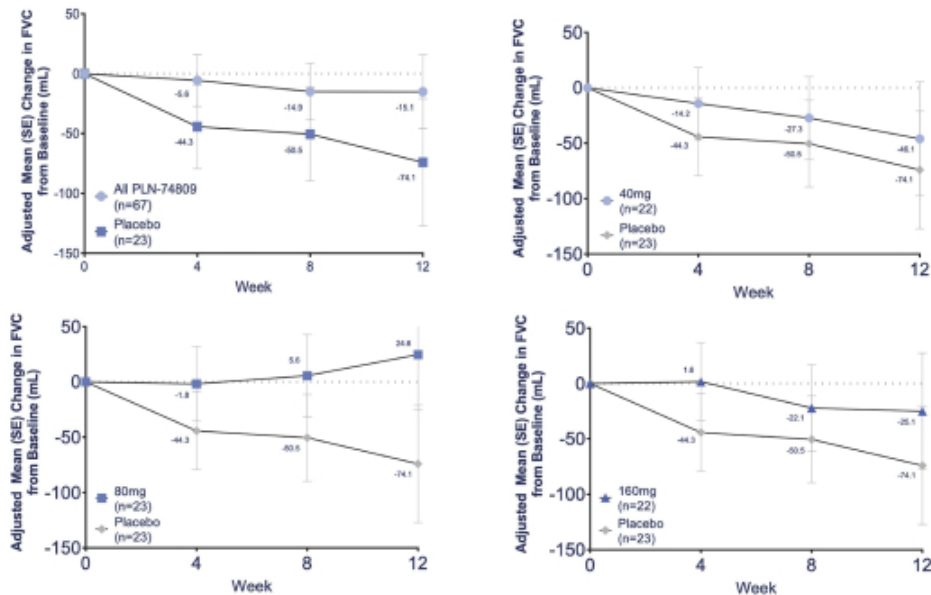 Adjusted Mean (SE) Change in FVC
from Baseline (mL)
50
0
-50
-100
-150
-5.6
-14.9
-15.1
-44.3
-50.5
-74.1
All PLN-74809
(n=67)
Placebo
(n=23)
0
4
8
12
Week
Adjusted Mean (SE) Change in FVC
from Baseline (mL)
50
0
-50
-100
-150
-14.2
-27.3
-46.1
-44.3
-50.5
-74.1
40mg
(n=22)
Placebo
(n=23)
0
4
8
12
Week
Adjusted Mean (SE) Change in FVC
from Baseline (mL)
50
0
-50
-100
-150
-1.8
5.6
24.6
-44.3
-50.5
-74.1
80mg
(n=23)
Placebo
(n=23)
0
4
8
12
Week
Adjusted Mean (SE) Change in FVC
from Baseline (mL)
50
0
-50
-100
-150
1.8
-22.1
-25.1
-44.3
-50.5
-74.1
160mg
(n=22)
Placebo
(n=23)
0
4
8
12
Week